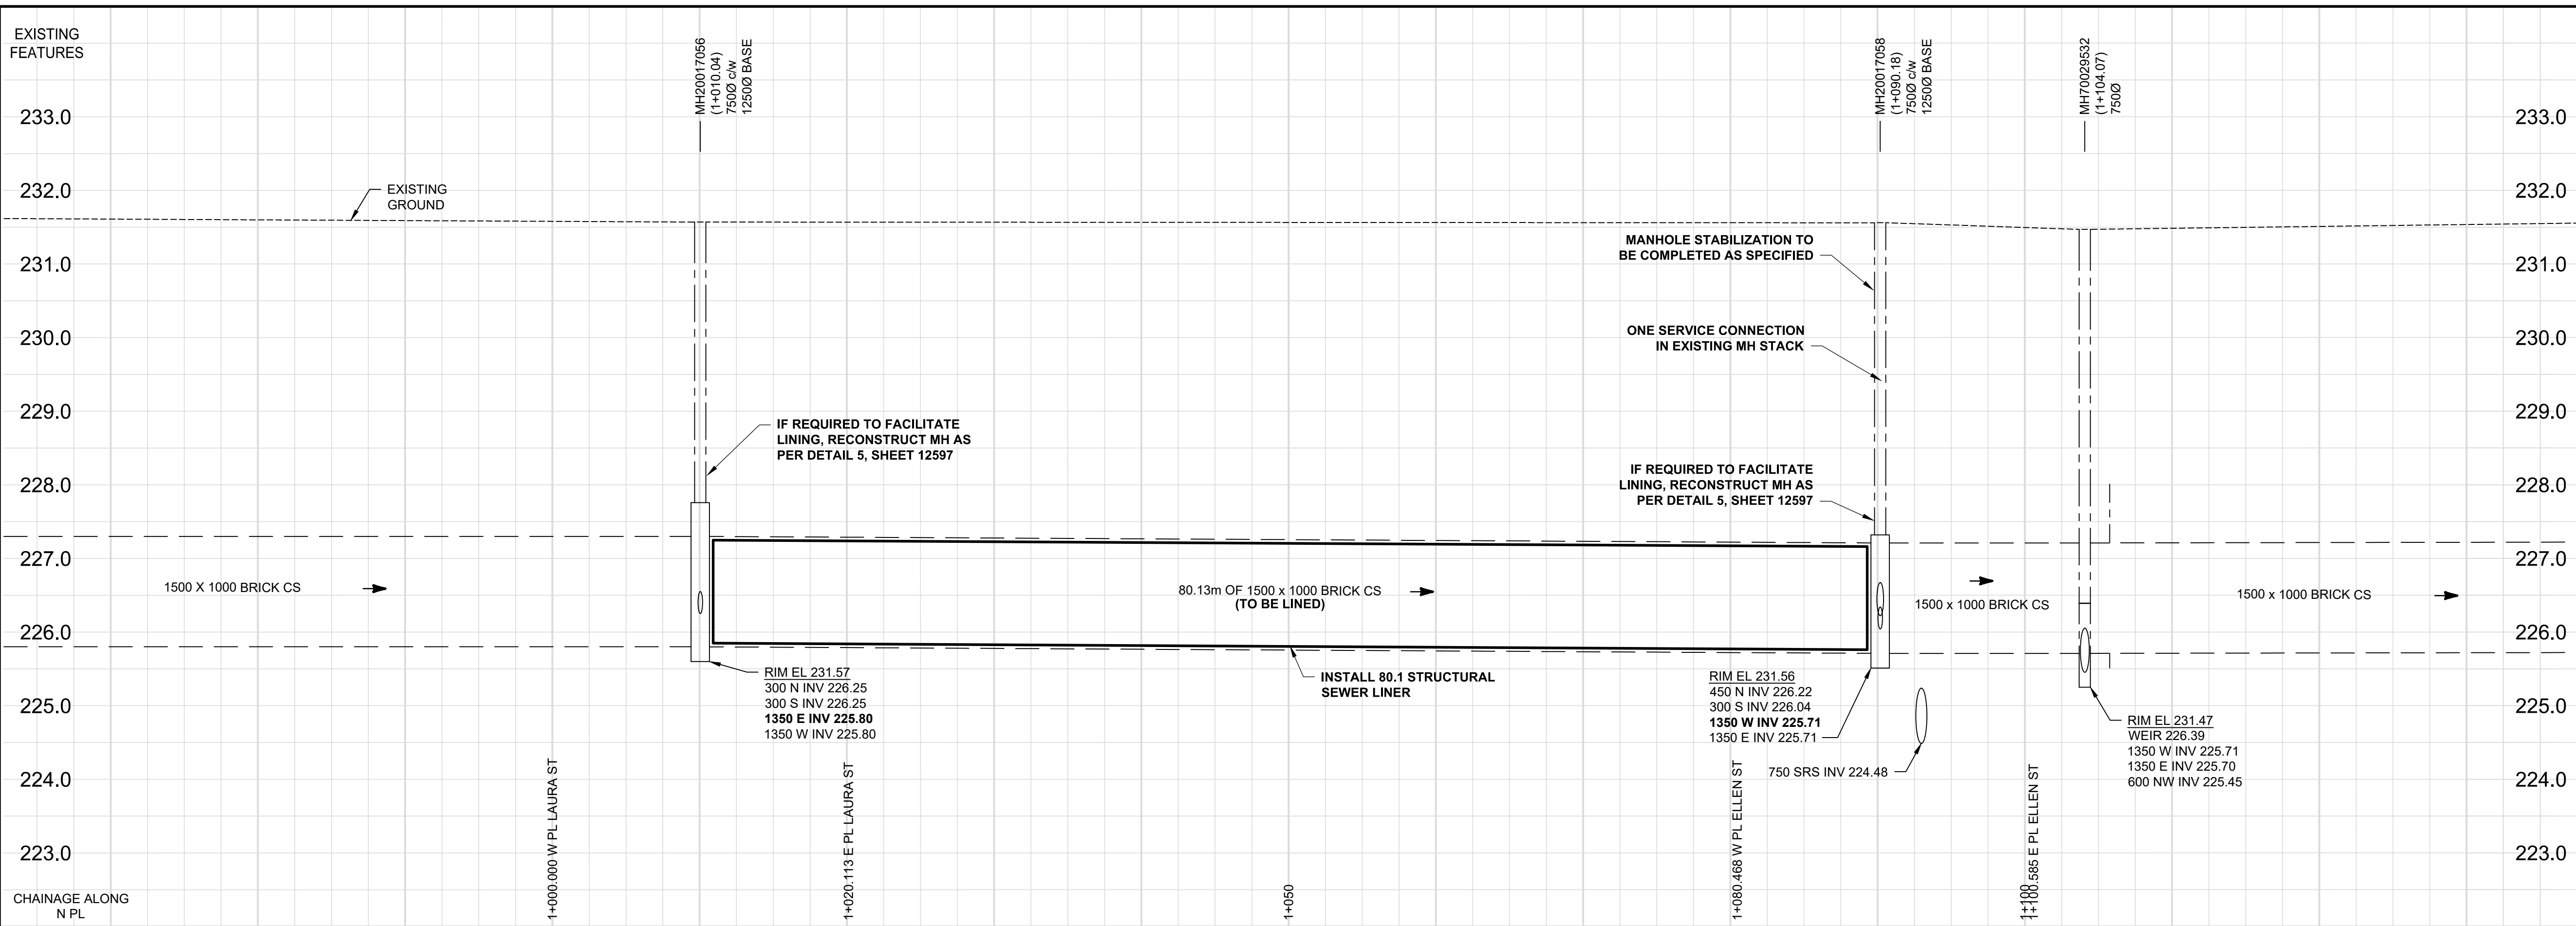 EXISTING
FEATURES
MH20017056
(1+010.04)
750Ø c/w
1250Ø BASE
MH20017058
(1+090.18)
750Ø c/w
1250Ø BASE
MH70029532
(1+104.07)
750Ø
233.0
233.0
232.0
EXISTING
GROUND
232.0
231.0
MANHOLE STABILIZATION TO
BE COMPLETED AS SPECIFIED
231.0
230.0
ONE SERVICE CONNECTION
IN EXISTING MH STACK
230.0
229.0
229.0
IF REQUIRED TO FACILITATE
LINING, RECONSTRUCT MH AS
PER DETAIL 5, SHEET 12597
228.0
IF REQUIRED TO FACILITATE
LINING, RECONSTRUCT MH AS
PER DETAIL 5, SHEET 12597
228.0
227.0
227.0
1500 X 1000 BRICK CS
80.13m OF 1500 x 1000 BRICK CS
(TO BE LINED)
1500 x 1000 BRICK CS
1500 x 1000 BRICK CS
226.0
226.0
RIM EL 231.57
300 N INV 226.25
300 S INV 226.25
1350 E INV 225.80
1350 W INV 225.80
INSTALL 80.1 STRUCTURAL
SEWER LINER
RIM EL 231.56
450 N INV 226.22
300 S INV 226.04
1350 W INV 225.71
1350 E INV 225.71
225.0
225.0
RIM EL 231.47
WEIR 226.39
1350 W INV 225.71
1350 E INV 225.70
600 NW INV 225.45
750 SRS INV 224.48
224.0
224.0
223.0
223.0
CHAINAGE ALONG
N PL
1+000.000 W PL LAURA ST
1+020.113 E PL LAURA ST
1+050
1+080.468 W PL ELLEN ST
1+100
1+100.585 E PL ELLEN ST